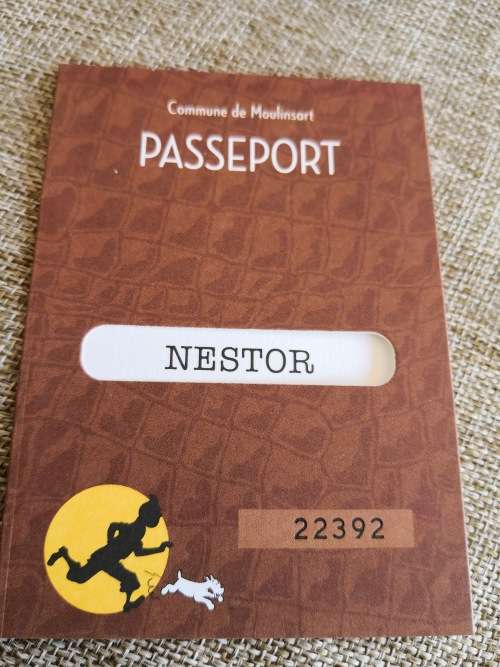 Commune de Moulinsart
PASSEPORT
NESTOR
22392